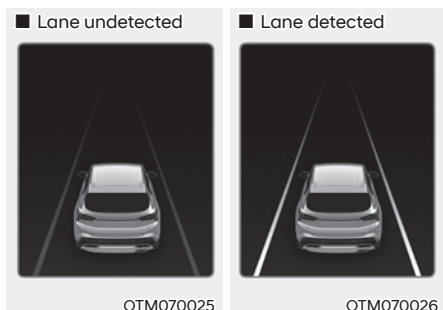 ■ Lane undetected
■ Lane detected
OTM070025
OTM070026